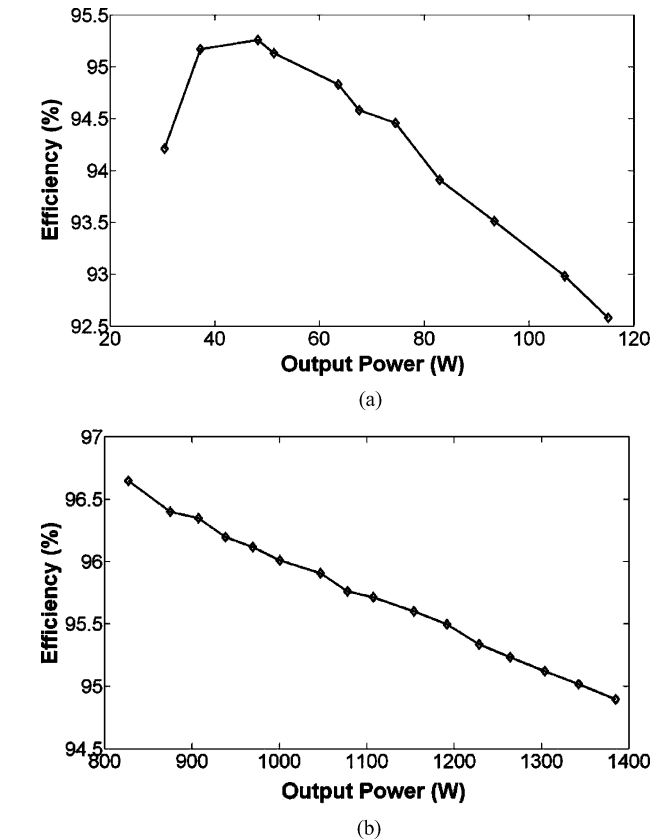 95.5
95
94.5
94
93.5
93
92.5
Efficiency (%)
20 40 60 80 100 120
Output Power (W)
(a)
97
96.5
96
95.5
95
94.5
Efficiency (%)
800 900 1000 1100 1200 1300 1400
Output Power (W)
(b)